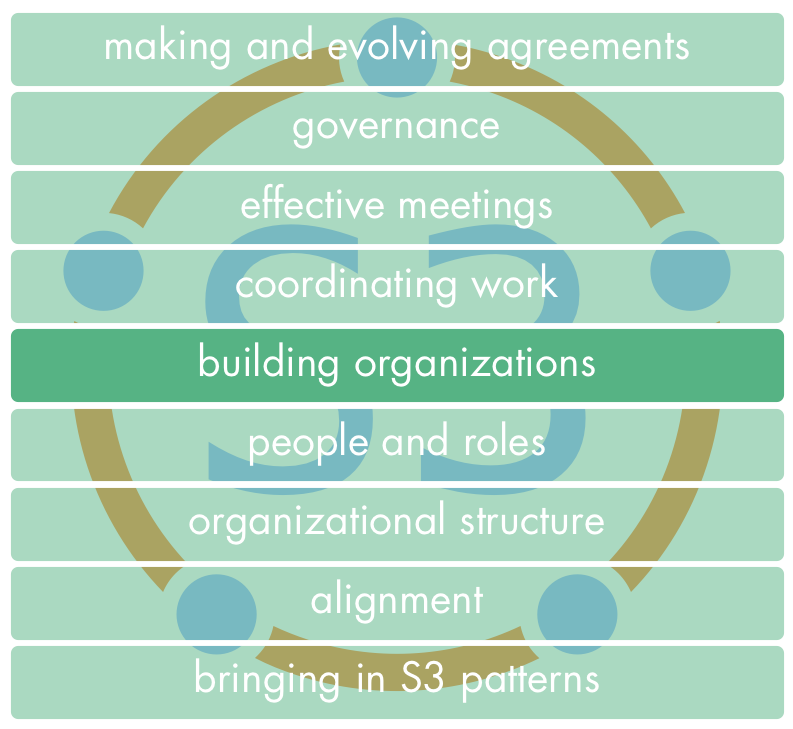 making and evolving agreements
governance
effective meetings
coordinating work
S3
building organizations
people and roles
organizational structure
alignment
bringing in S3 patterns